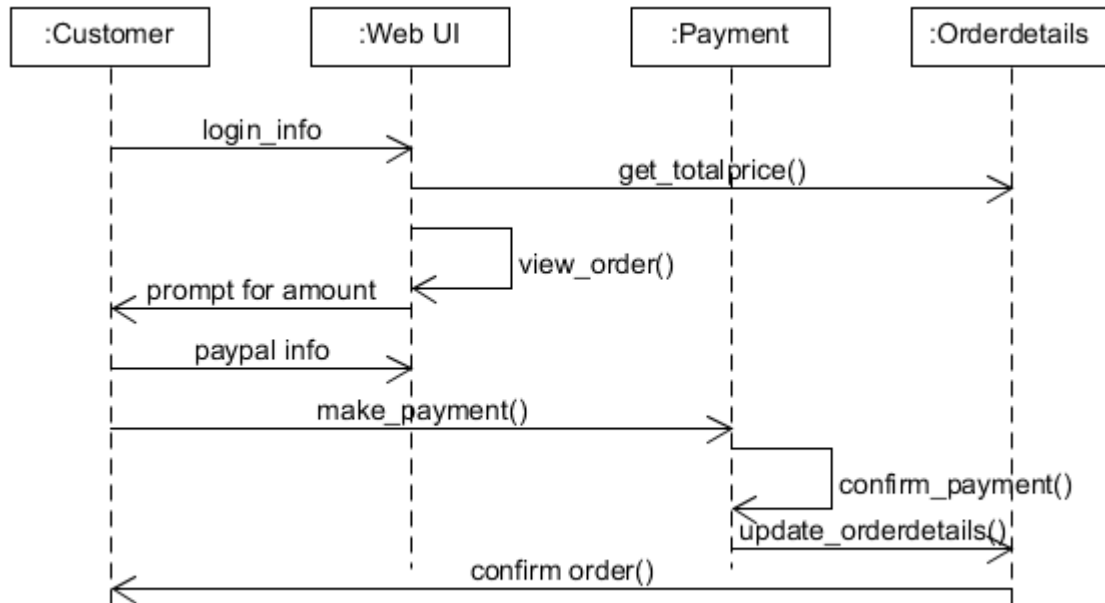 :Customer
:Web UI
:Payment
:Orderdetails
login_info
get_totalprice()
view_order()
prompt for amount
paypal info
make_payment()
confirm_payment()
update_orderdetails()
confirm order()